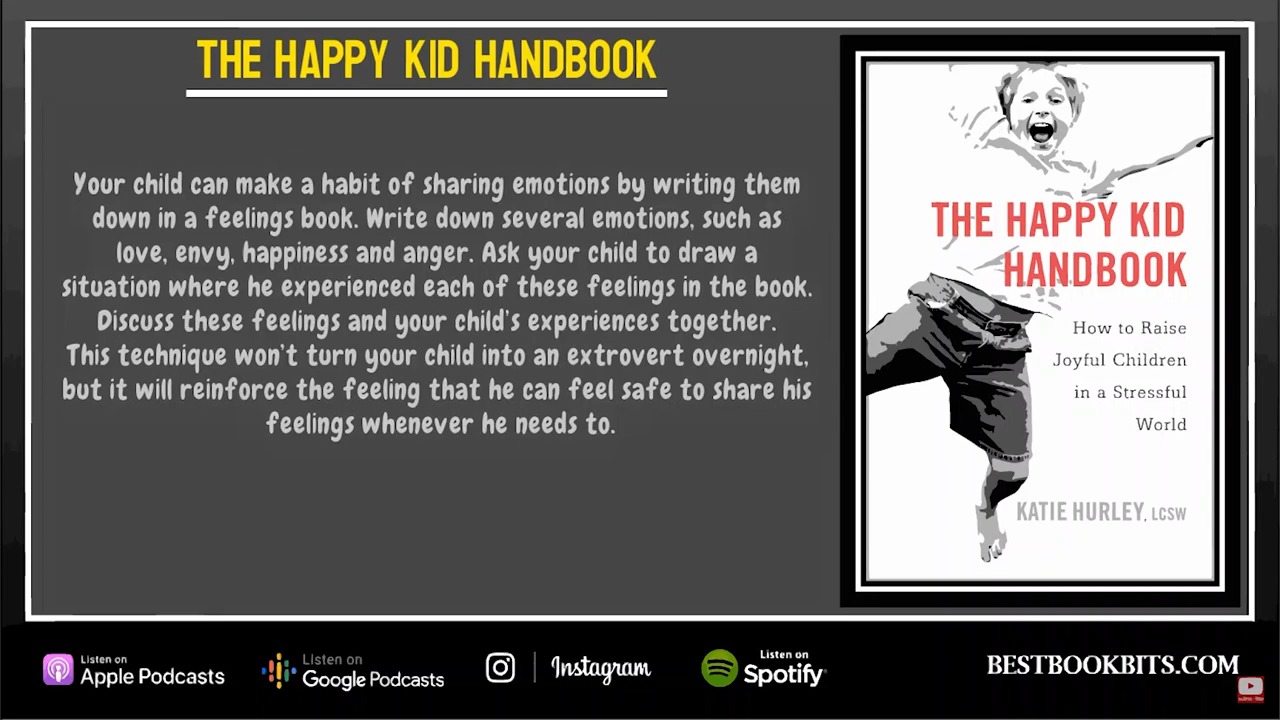 THE HAPPY KID HANDBOOK
Your child can make a habit of sharing emotions by writing them
down in a feelings book. Write down several emotions, such as
love, envy, happiness and anger. Ask your child to draw a
situation where he experienced each of these feelings in the book.
Discuss these feelings and your child's experiences together.
This technique won't turn your child into an extrovert overnight,
but it will reinforce the feeling that he can feel safe to share his
feelings whenever he needs to.
THE HAPPY KID
HANDBOOK
How to Raise
Joyful Children
in a Stressful
World
KATIE HURLEY, LCSW
Listen on
Apple Podcasts
Listen on
Google Podcasts
Instagram
Listen on
Spotify
BESTBOOKBITS.COM